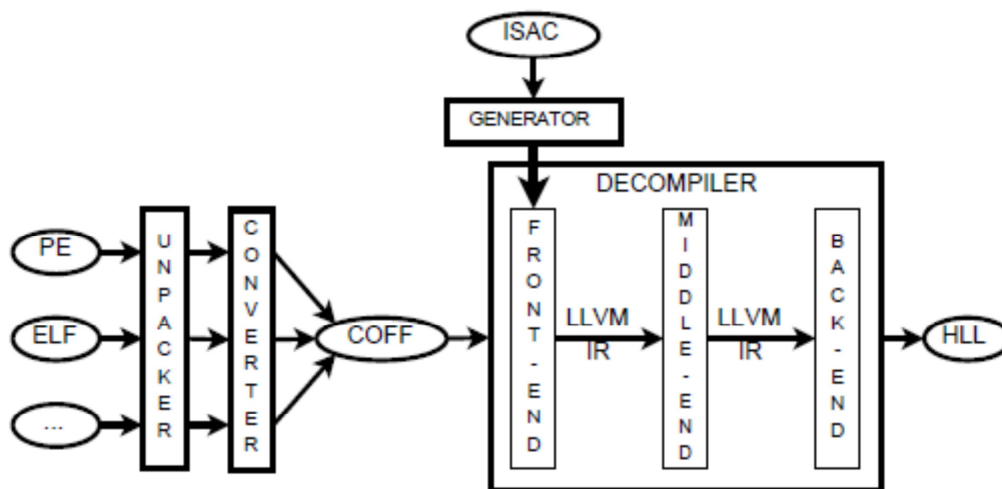 ISAC
GENERATOR
DECOMPILER
PE
ELF
...
UNPACKER
CONVERTER
COFF
FRONT-END
LLVM
IR
MIDDLE-END
LLVM
IR
BACK-END
HLL